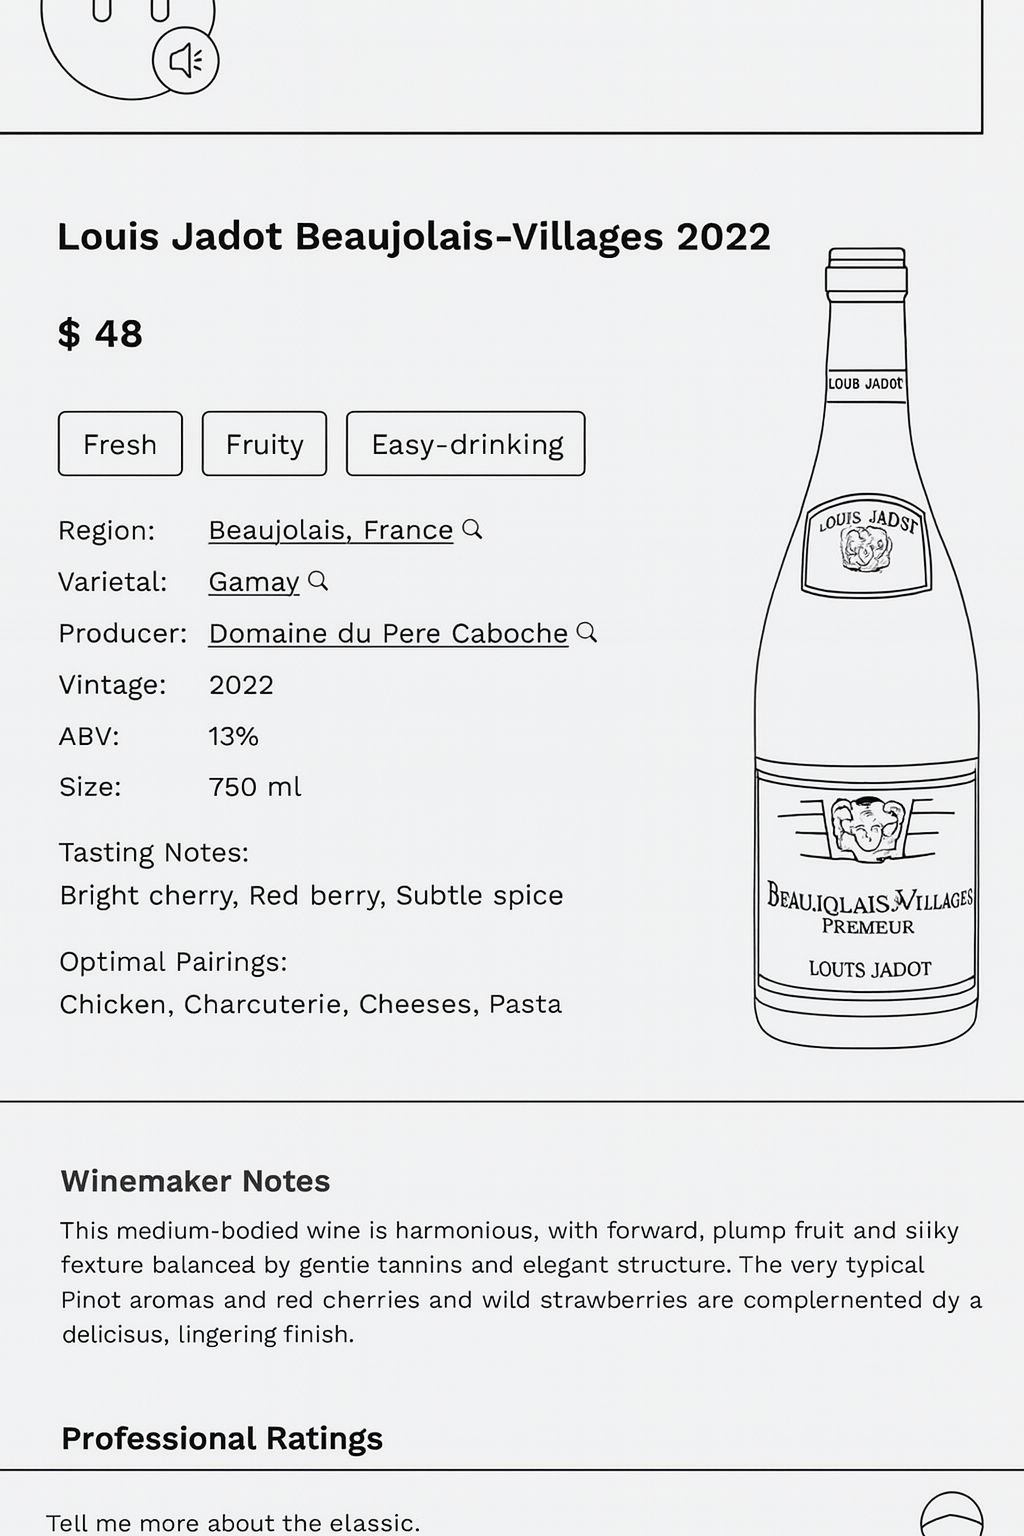 Louis Jadot Beaujolais-Villages 2022
$ 48
LOUB JADOt
Fresh
Fruity
Easy-drinking
LOUIS JADST
Region: Beaujolais, France
Varietal: Gamay
Producer: Domaine du Pere Caboche
Vintage: 2022
ABV: 13%
Size: 750 ml
Tasting Notes:
Bright cherry, Red berry, Subtle spice
BEAU.IQLAIS.VILLAGES
PREMEUR
LOUTS JADOT
Optimal Pairings:
Chicken, Charcuterie, Cheeses, Pasta
Winemaker Notes
This medium-bodied wine is harmonious, with forward, plump fruit and siiky
fexture balanced by gentie tannins and elegant structure. The very typical
Pinot aromas and red cherries and wild strawberries are complernented dy a
delicisus, lingering finish.
Professional Ratings
Tell me more about the elassic.